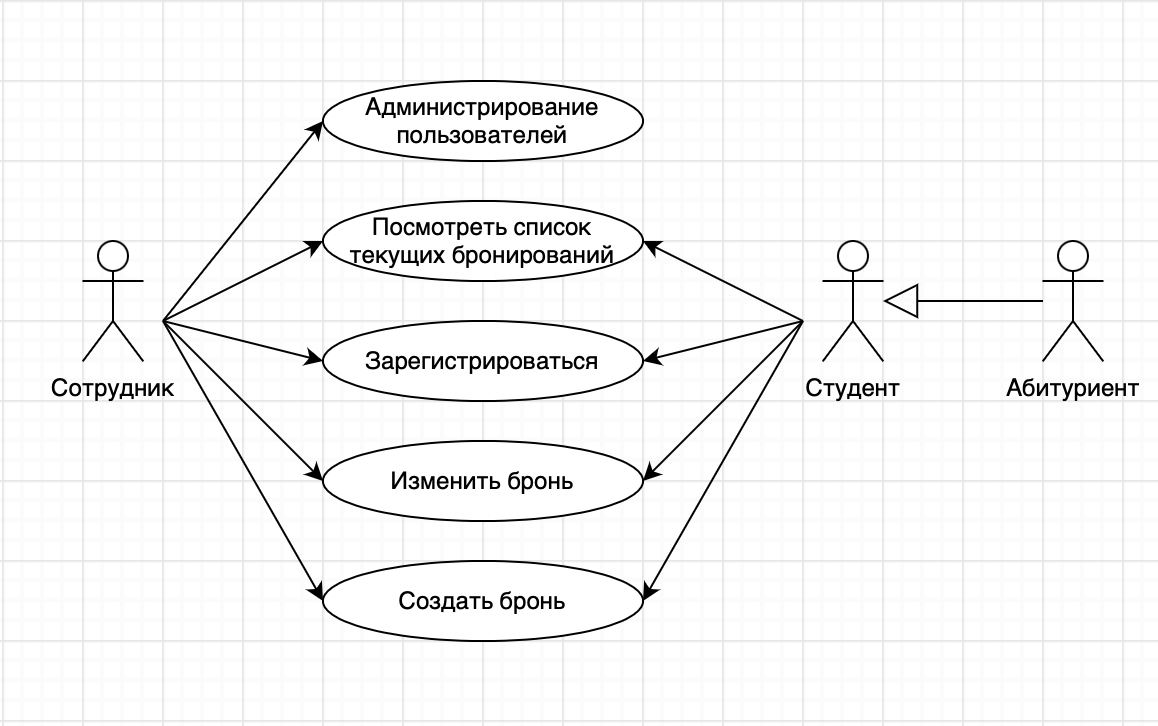 Администрирование
пользователей
Посмотреть список
текущих бронирований
Зарегистрироваться
Сотрудник
Студент
Абитуриент
Изменить бронь
Создать бронь